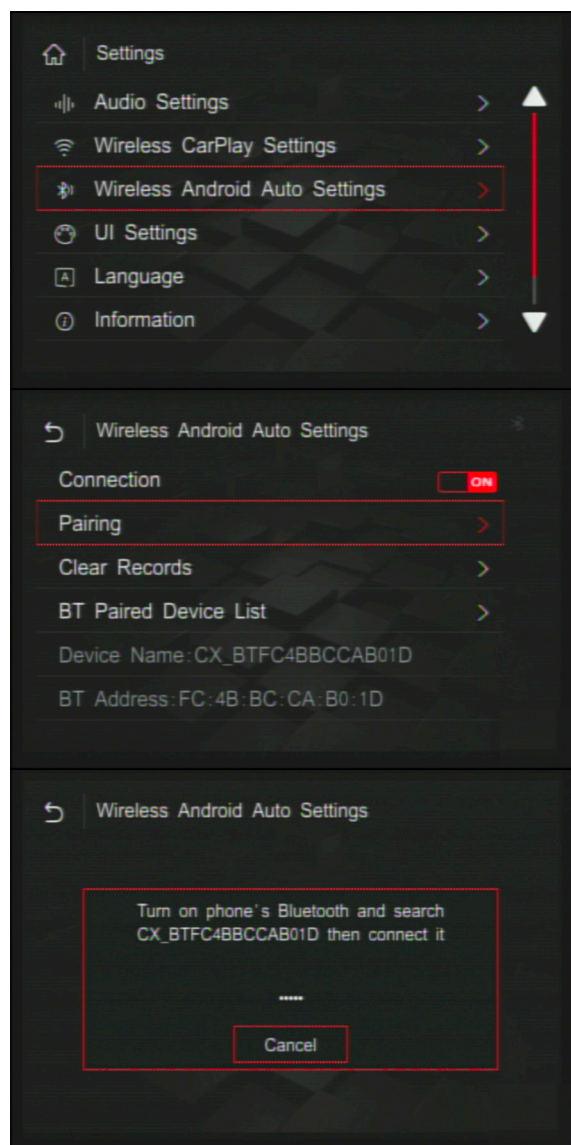 Settings
Audio Settings
Wireless CarPlay Settings
Wireless Android Auto Settings
UI Settings
A Language
i Information
Wireless Android Auto Settings
Connection ON
Pairing
Clear Records
BT Paired Device List
Device Name:CX_BTFC4BBCCAB01D
BT Address:FC:4B:BC:CA:B0:1D
Wireless Android Auto Settings
Turn on phone's Bluetooth and search
CX_BTFC4BBCCAB01D then connect it
.....
Cancel